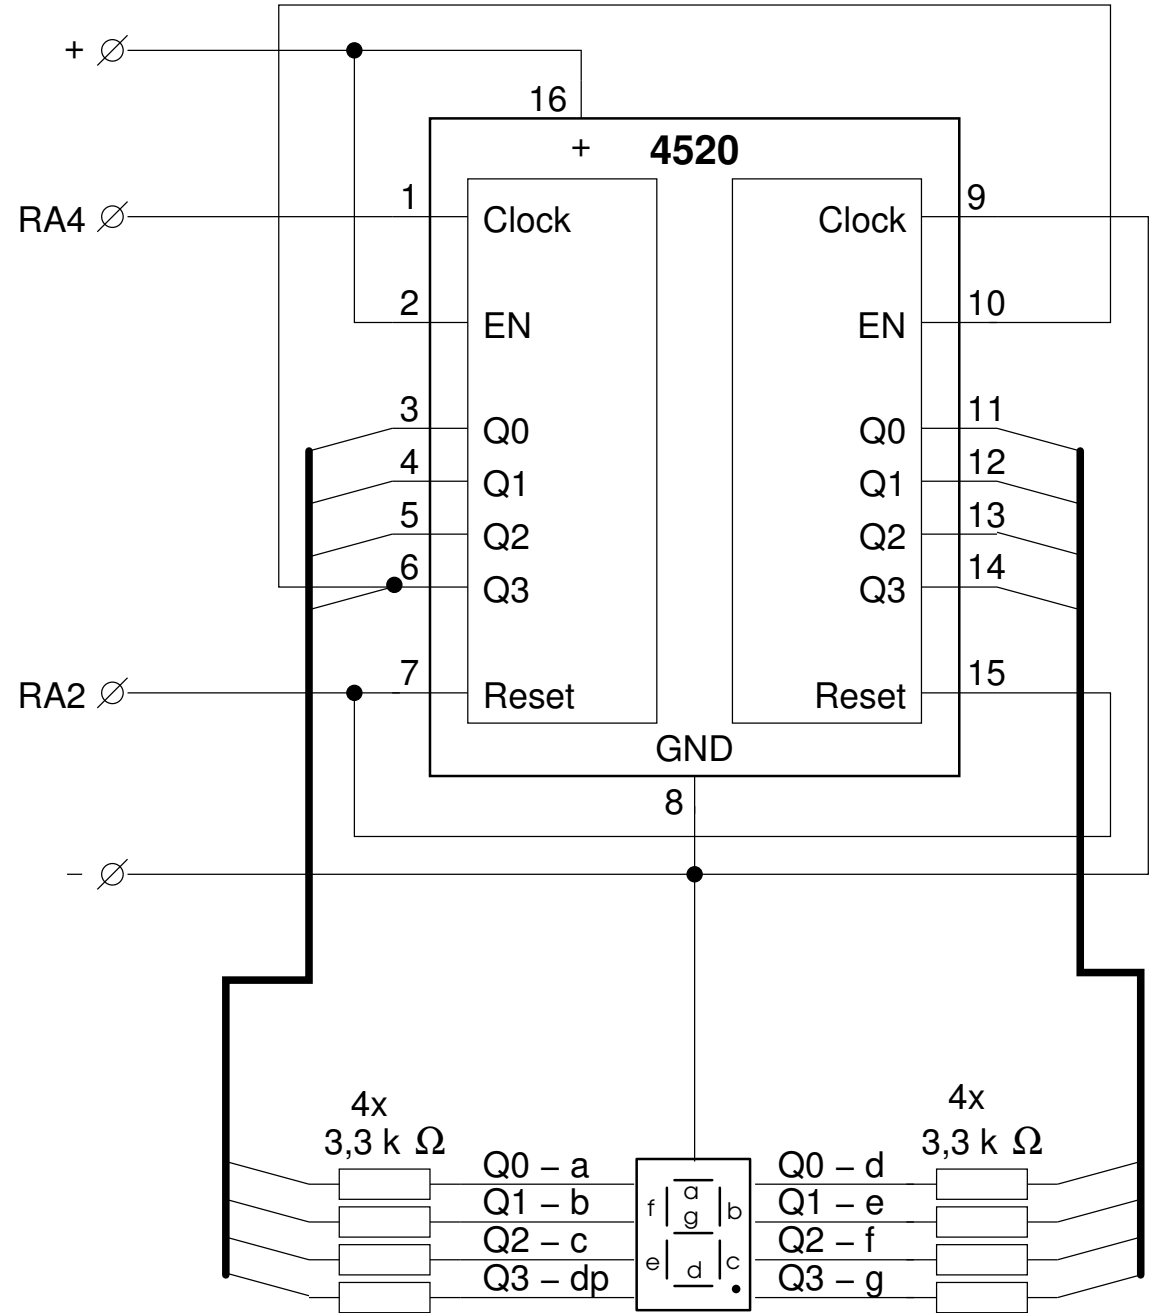 +
16
+ 4520
RA4 1 Clock Clock 9
2 EN EN 10
3 Q0 Q0 11
4 Q1 Q1 12
5 Q2 Q2 13
6 Q3 Q3 14
RA2 7 Reset Reset 15
GND
8
–
4x 4x
3,3 k Ω 3,3 k Ω
Q0 – a Q0 – d
Q1 – b Q1 – e
Q2 – c Q2 – f
Q3 – dp Q3 – g
a
f g b
e d c